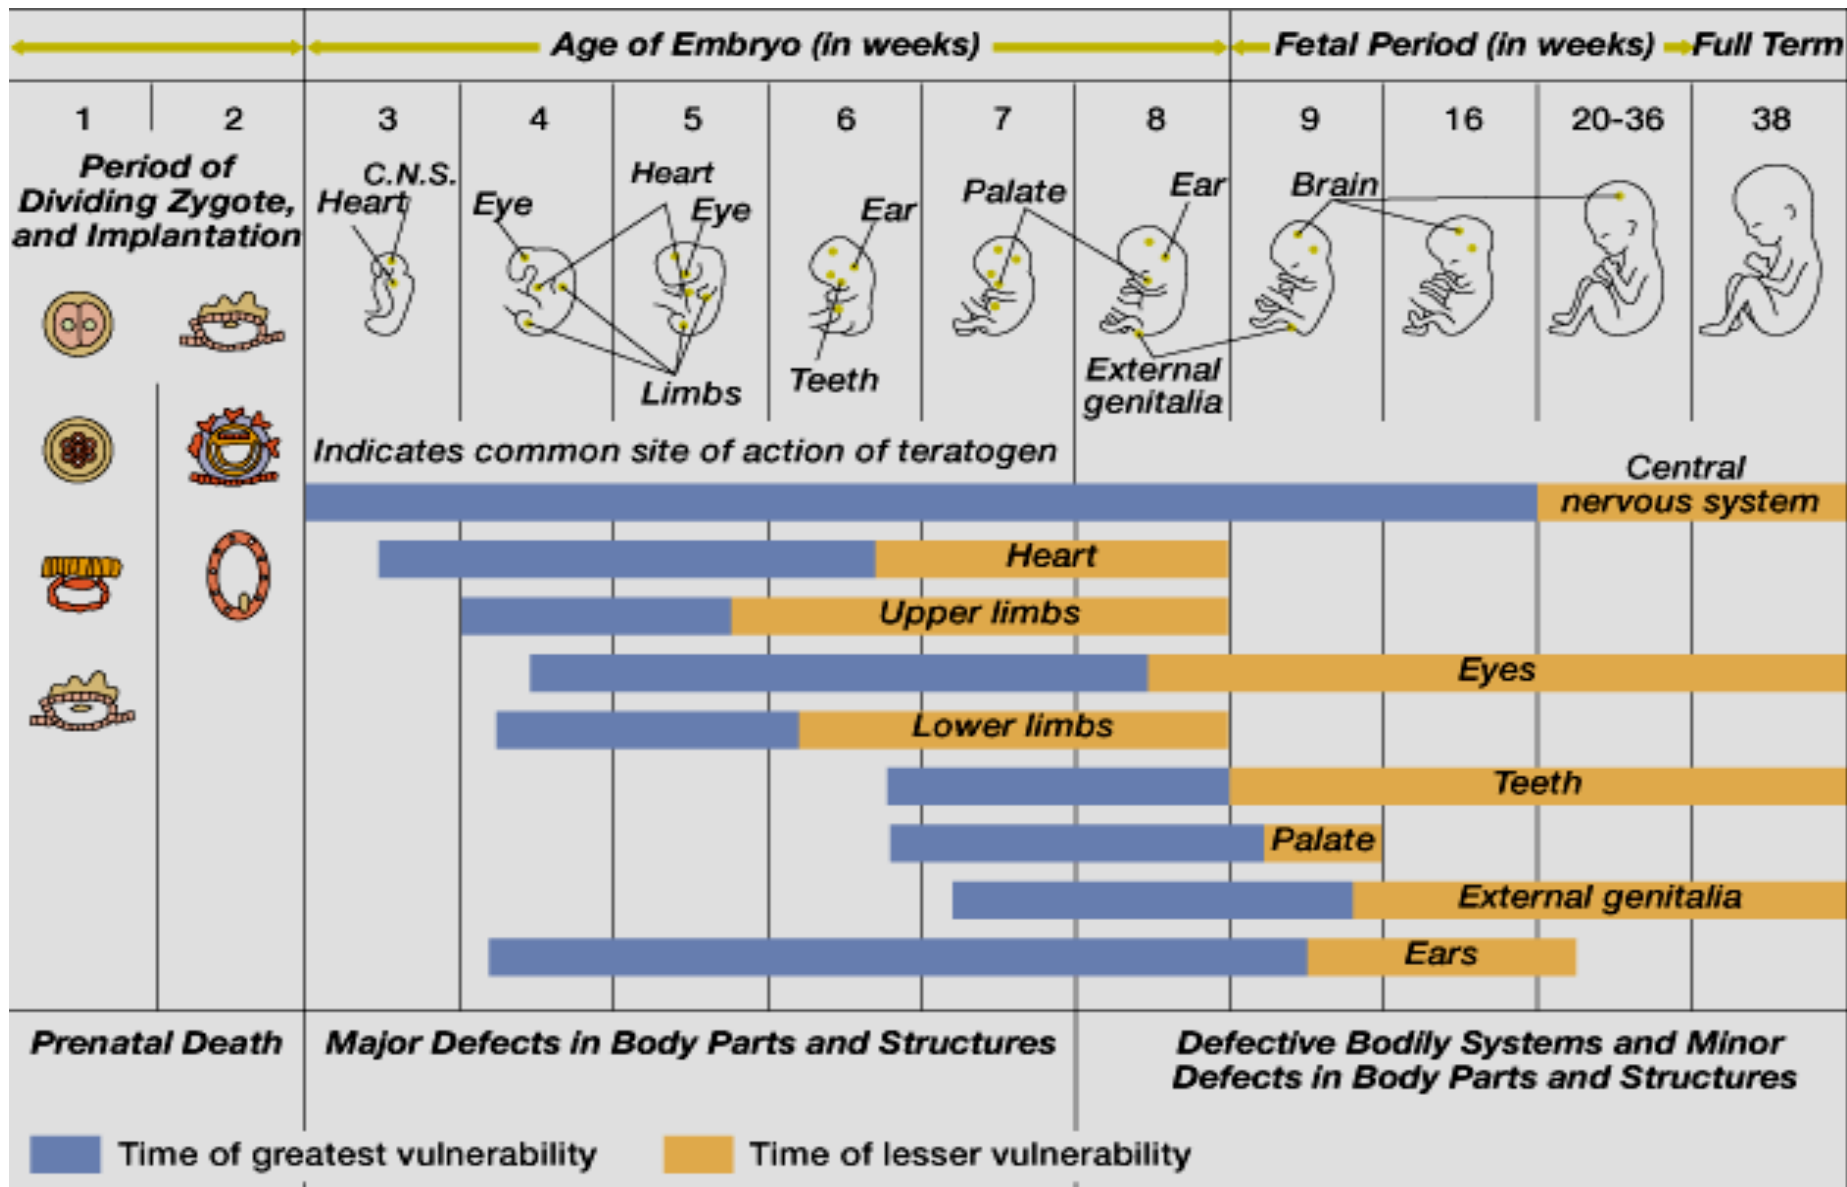 Age of Embryo (in weeks)
Fetal Period (in weeks)
Full Term
1
2
3
4
5
6
7
8
9
16
20-36
38
Period of
Dividing Zygote,
and Implantation
C.N.S.
Heart
Eye
Heart
Eye
Limbs
Ear
Teeth
Palate
Ear
External
genitalia
Brain
Indicates common site of action of teratogen
Central
nervous system
Heart
Upper limbs
Eyes
Lower limbs
Teeth
Palate
External genitalia
Ears
Prenatal Death
Major Defects in Body Parts and Structures
Defective Bodily Systems and Minor
Defects in Body Parts and Structures
Time of greatest vulnerability
Time of lesser vulnerability